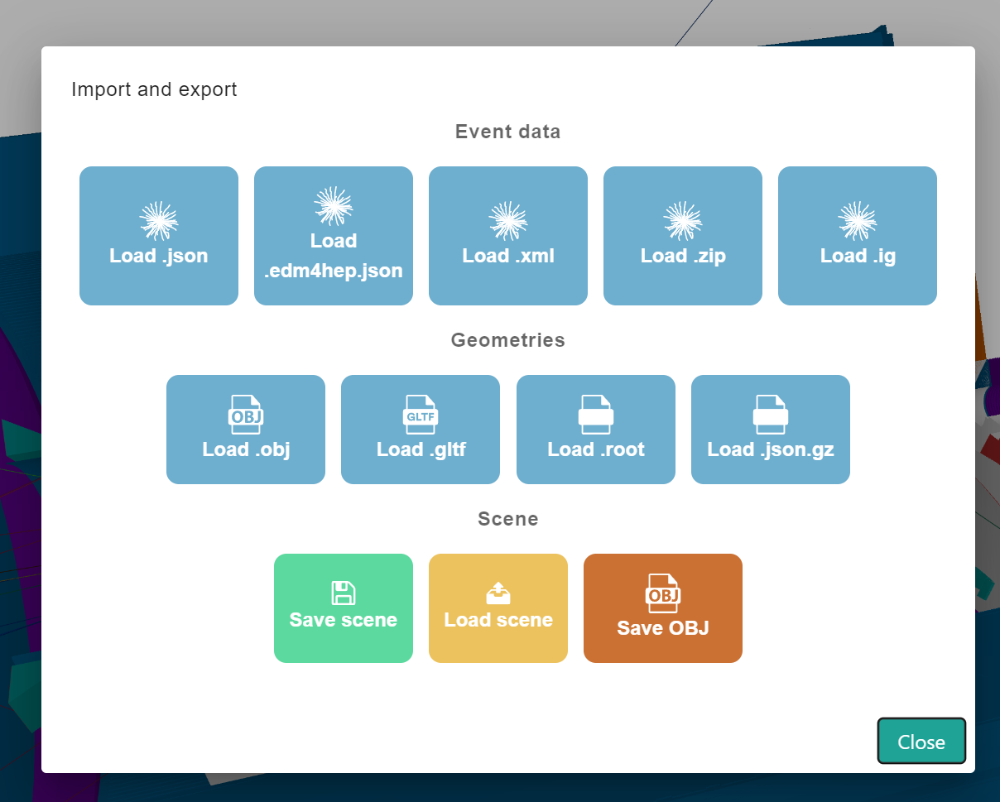 Import and export
Event data
Load .json
Load
.edm4hep.json
Load .xml
Load .zip
Load .ig
Geometries
OBJ
Load .obj
GLTF
Load .gltf
Load .root
Load .json.gz
Scene
Save scene
Load scene
OBJ
Save OBJ
Close